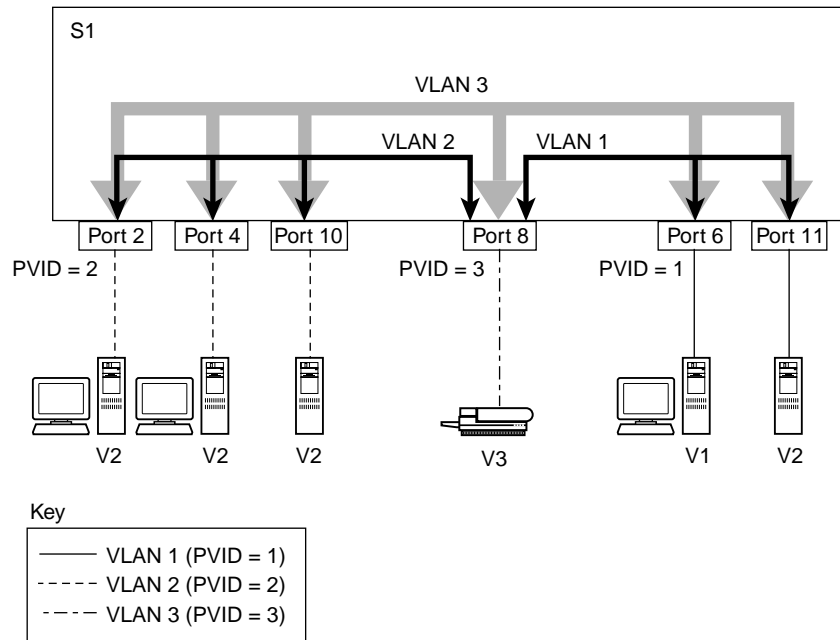 S1
VLAN 3
VLAN 2
VLAN 1
Port 2
Port 4
Port 10
Port 8
Port 6
Port 11
PVID = 2
PVID = 3
PVID = 1
V2
V2
V2
V3
V1
V2
Key
VLAN 1 (PVID = 1)
VLAN 2 (PVID = 2)
VLAN 3 (PVID = 3)